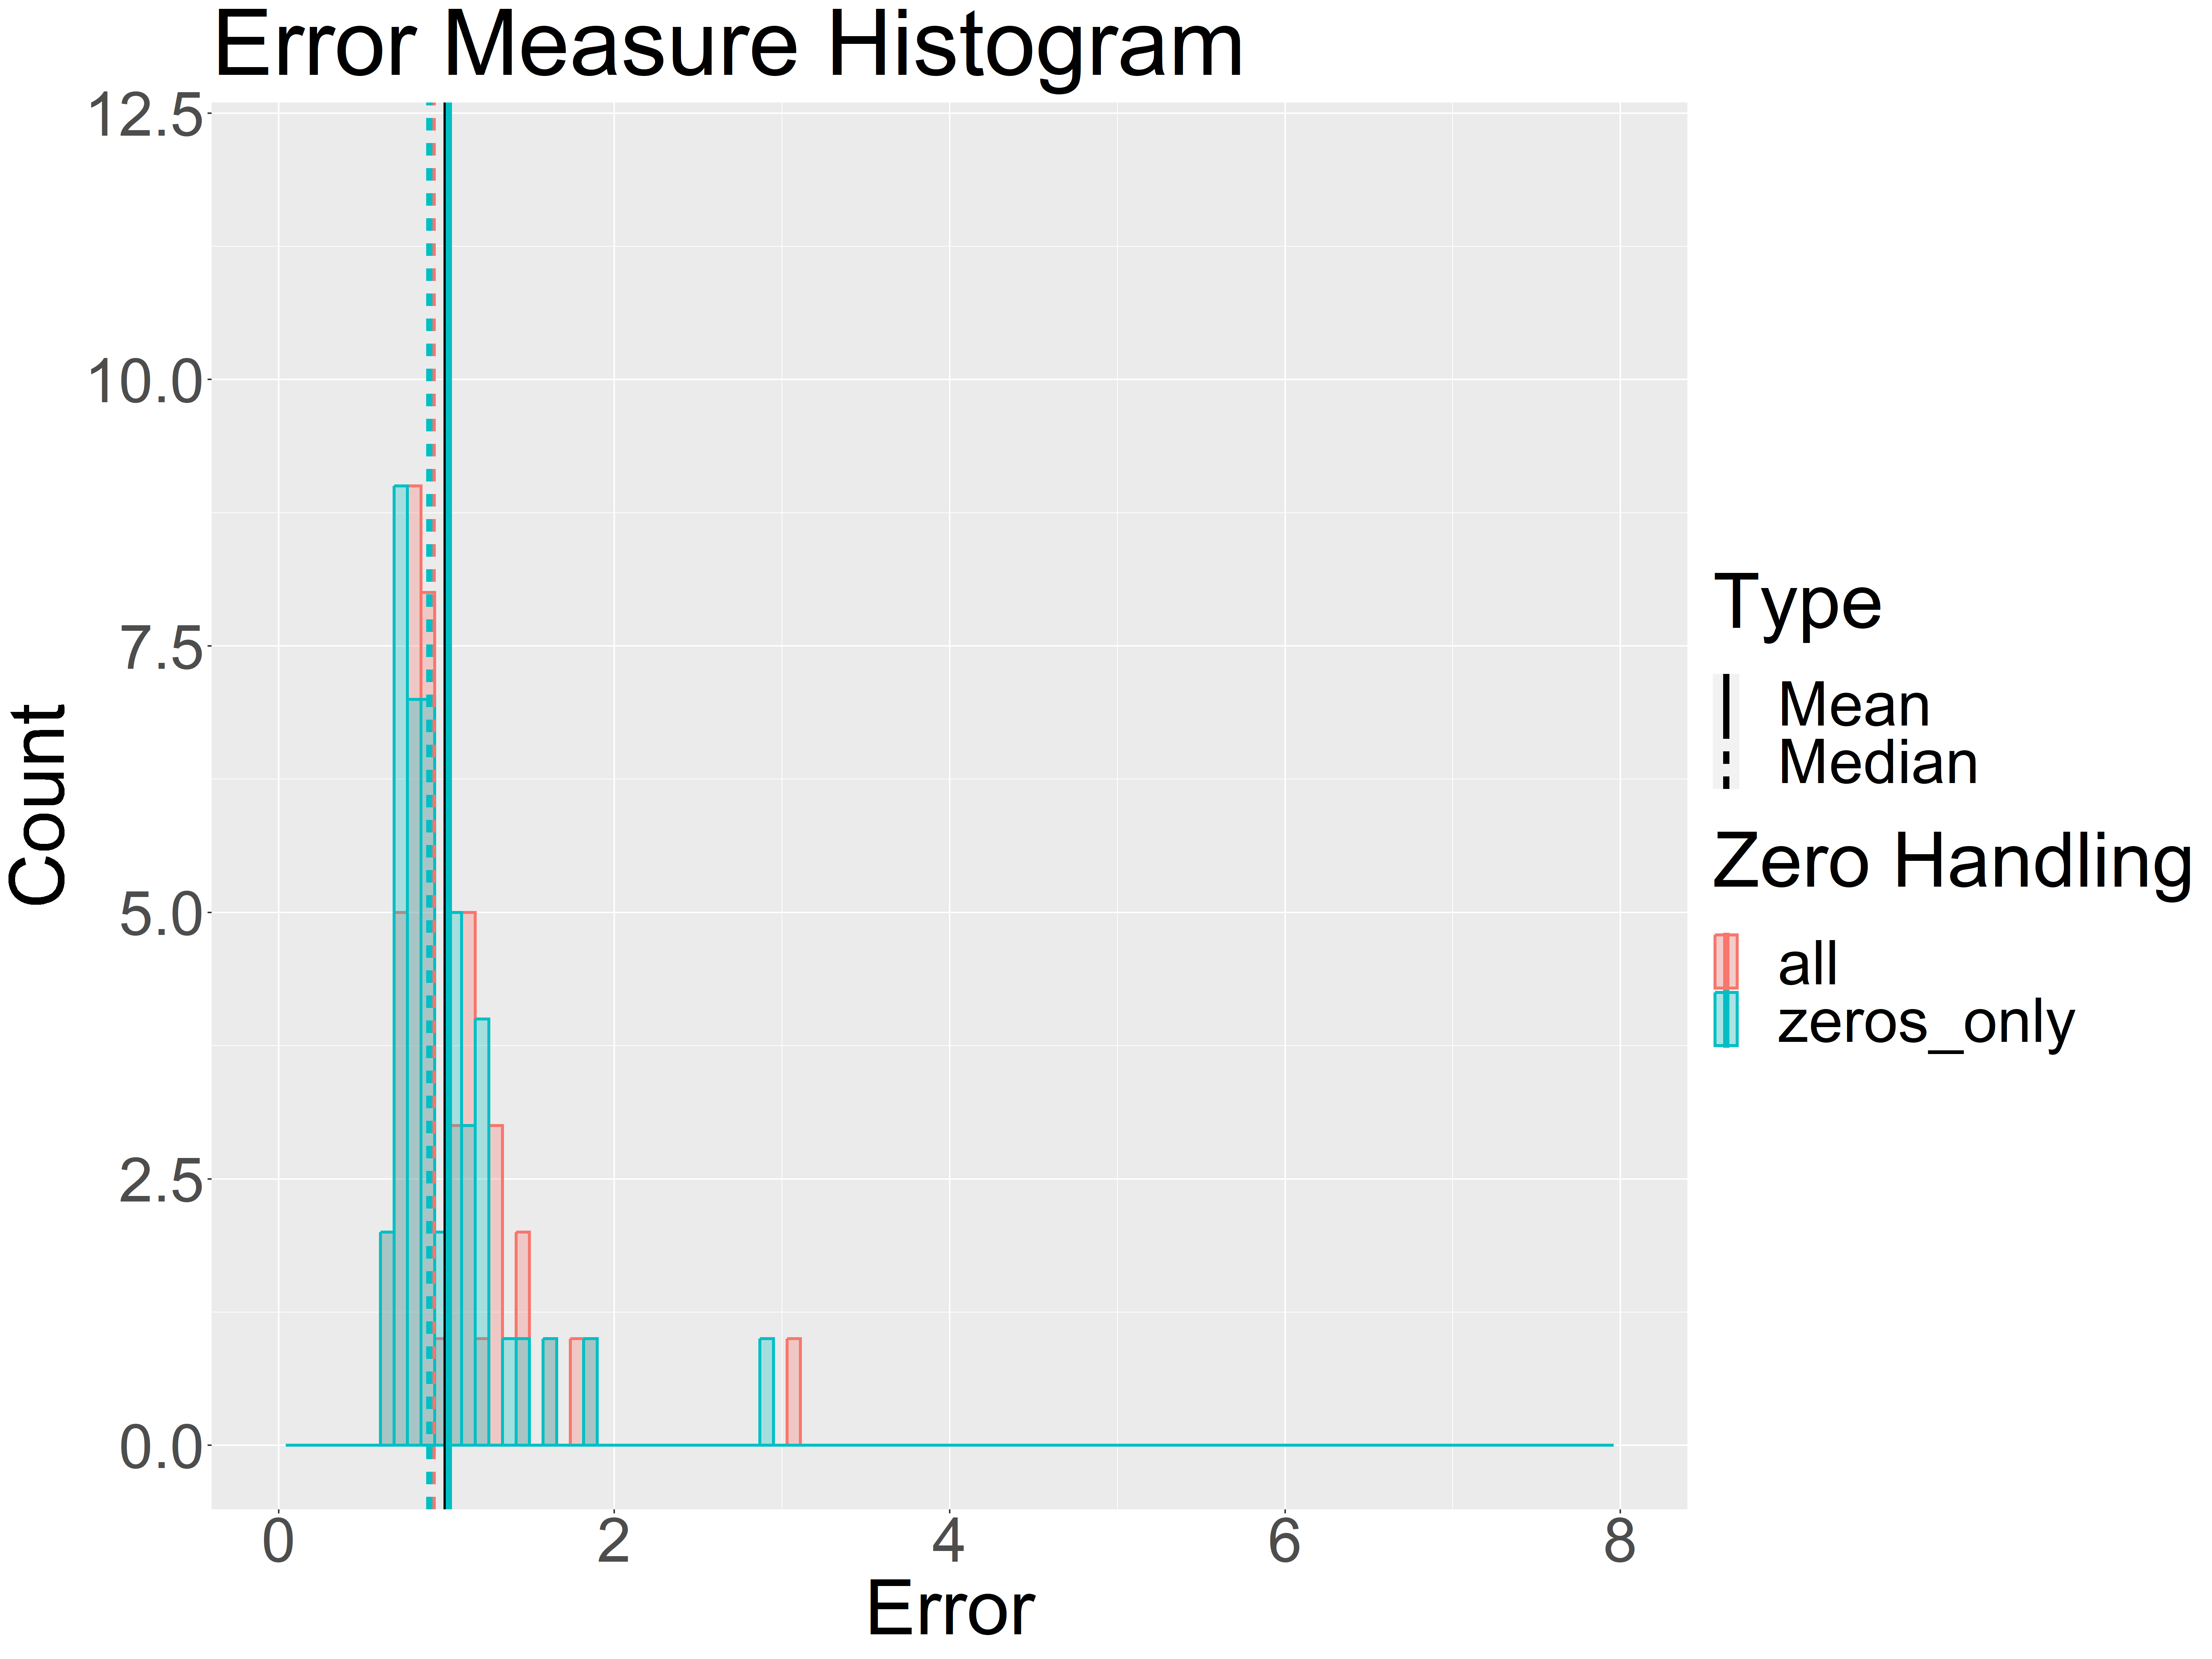 Error Measure Histogram
12.5
10.0
7.5
5.0
2.5
0.0
Count
0 2 4 6 8
Error
Type
Mean
Median
Zero Handling
all
zeros_only